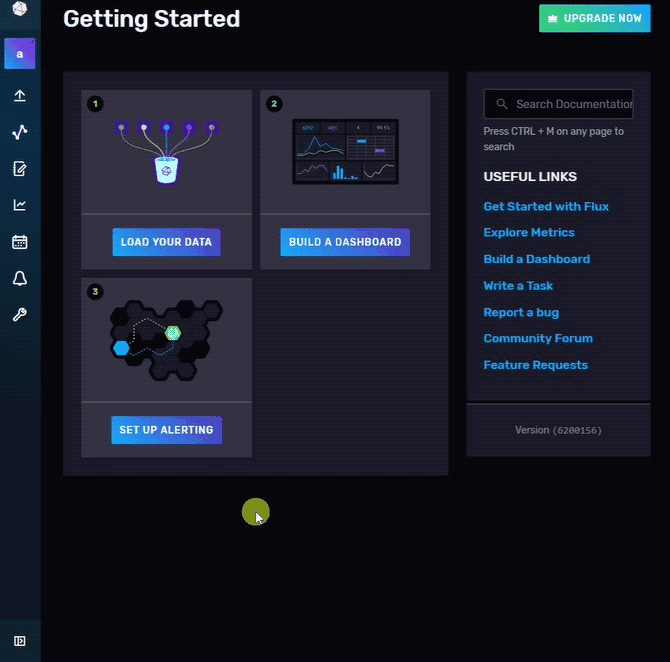 Getting Started
UPGRADE NOW
a
1
2
LOAD YOUR DATA
BUILD A DASHBOARD
3
SET UP ALERTING
Search Documentation
Press CTRL + M on any page to
search
USEFUL LINKS
Get Started with Flux
Explore Metrics
Build a Dashboard
Write a Task
Report a bug
Community Forum
Feature Requests
Version (6200156)